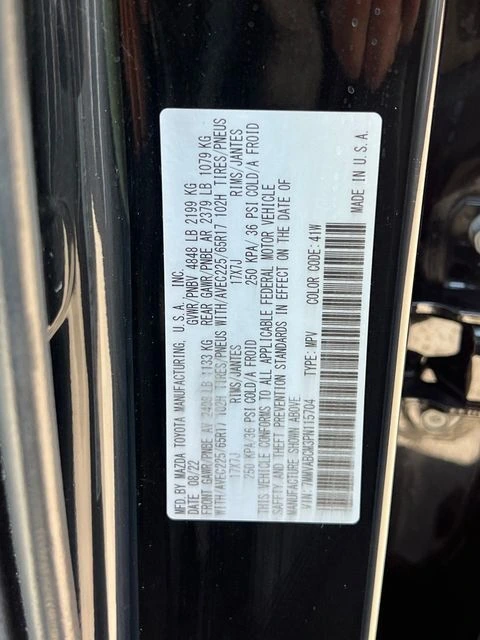 MFD.BY MAZDA TOYOTA MANUFACTURING, U.S.A., INC.
DATE 08/22 GVWR/PNBV 4848 LB 2199 KG
FRONT GAWR/PNBE AV 2499 LB 1133 KG REAR GAWR/PNBE AR 2379 LB 1079 KG
WITH/AVEC225/65R17 102H TIRES/PNEUS WITH/AVEC225/65R17 102H TIRES/PNEUS
17X7J RIMS/JANTES 17X7J RIMS/JANTES
250 KPA/36 PSI COLD/A FROID 250 KPA/ 36 PSI COLD/A FROID
THIS VEHICLE CONFORMS TO ALL APPLICABLE FEDERAL MOTOR VEHICLE
SAFETY AND THEFT PREVENTION STANDARDS IN EFFECT ON THE DATE OF
MANUFACTURE SHOWN ABOVE
VIN:7MMVABCM3PN115704 TYPE: MPV COLOR CODE: 41W
MADE IN U.S.A.